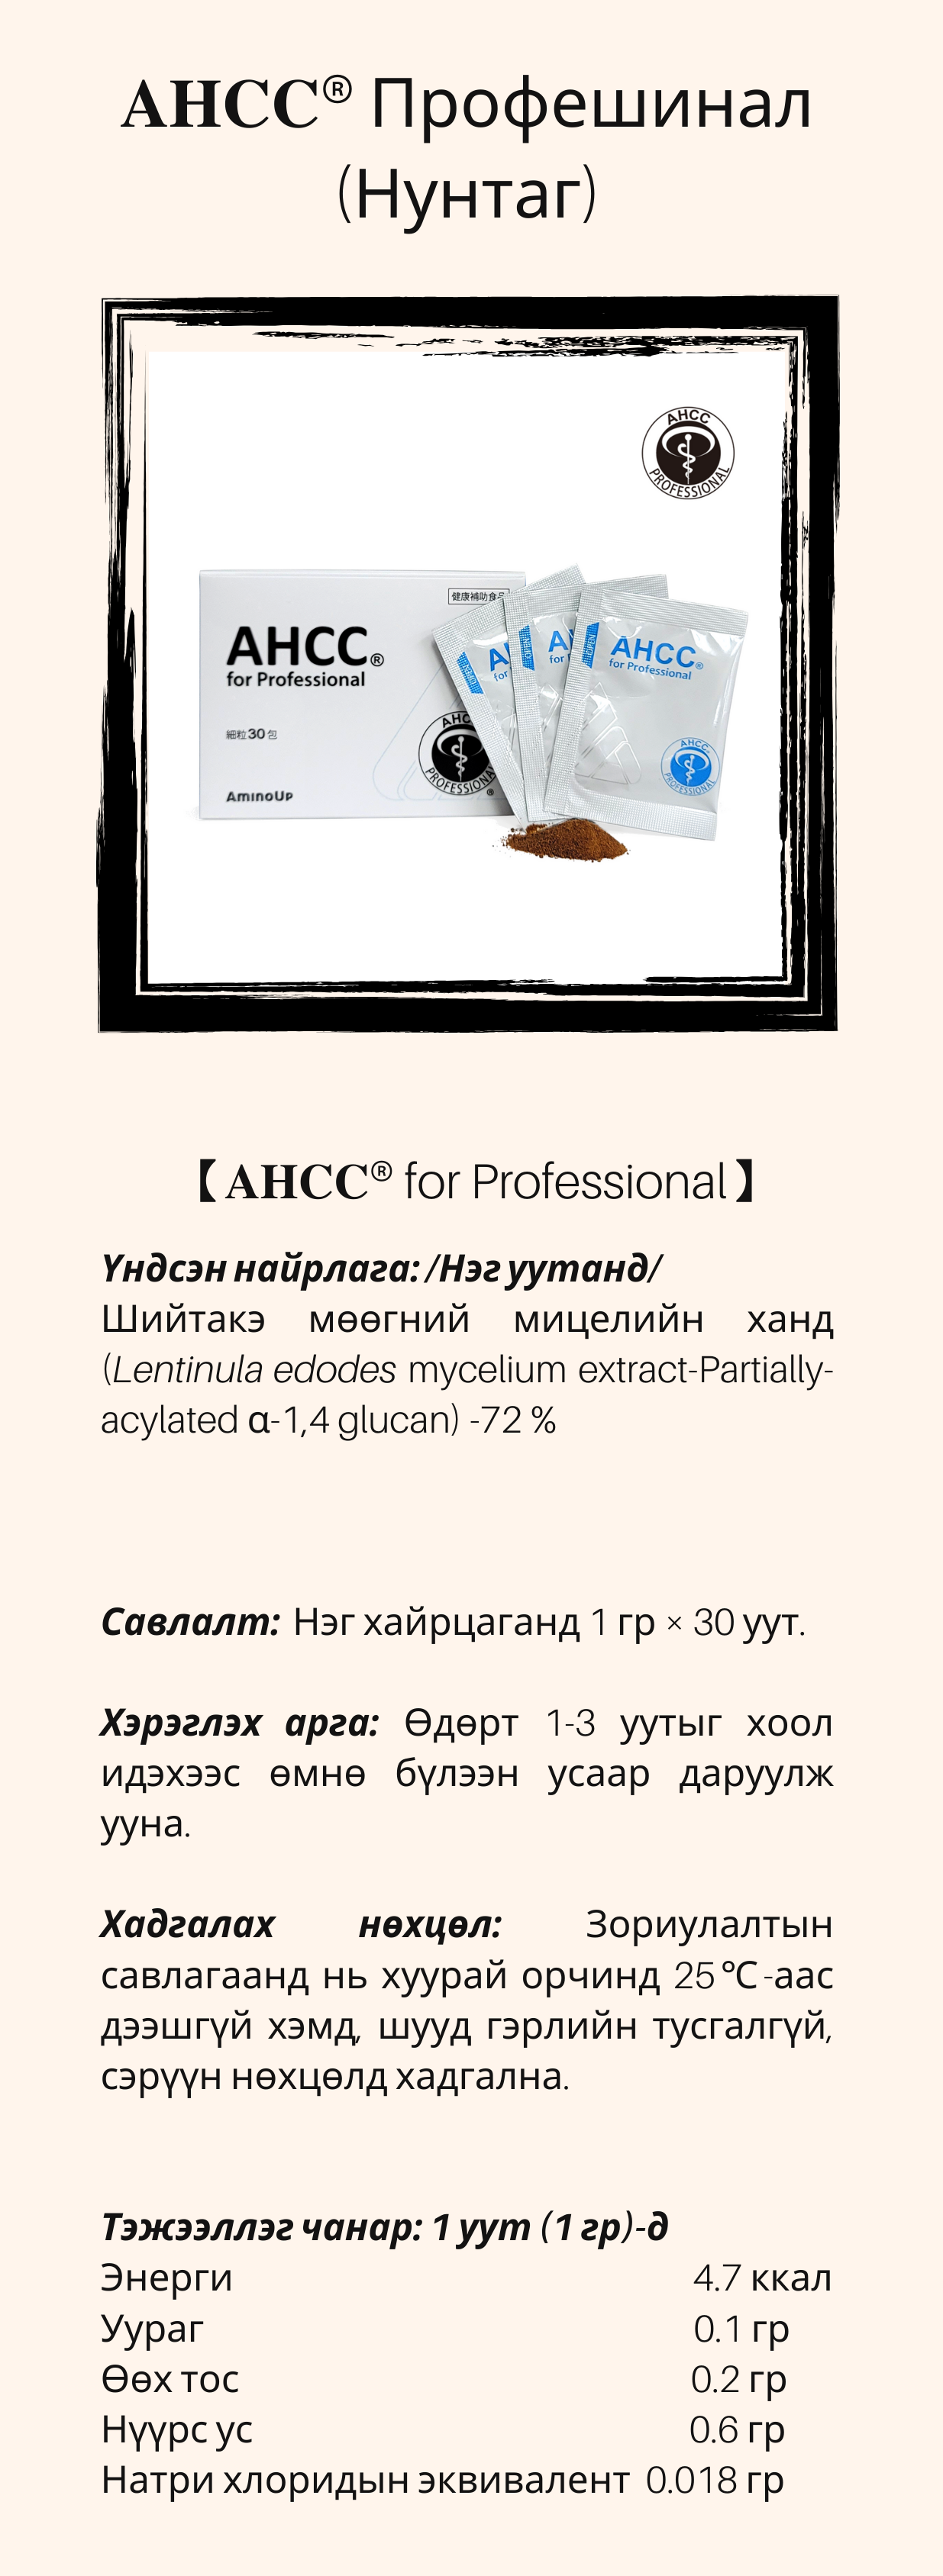 AHCC® Профешинал
(Нунтаг)
AHCC
PROFESSIONAL
健康補助食品
AHCC®
for Professional
細粒30包
AminoUp
AHCC
PROFESSIONAL
®
OPEN
OPEN
OPEN
AHCC®
for Professional
AHCC
PROFESSIONAL
【AHCC® for Professional】
Үндсэн найрлага: /Нэг уутанд/
Шийтакэ мөөгний мицелийн ханд
(Lentinula edodes mycelium extract-Partially-
acylated α-1,4 glucan) -72 %
Савлалт: Нэг хайрцаганд 1 гр × 30 уут.
Хэрэглэх арга: Өдөрт 1-3 уутыг хоол
идэхээс өмнө бүлээн усаар даруулж
ууна.
Хадгалах нөхцөл: Зориулалтын
савлагаанд нь хуурай орчинд 25℃-аас
дээшгүй хэмд, шууд гэрлийн тусгалгүй,
сэрүүн нөхцөлд хадгална.
Тэжээллэг чанар: 1 уут (1 гр)-д
Энерги 4.7 ккал
Уураг 0.1 гр
Өөх тос 0.2 гр
Нүүрс ус 0.6 гр
Натри хлоридын эквивалент 0.018 гр